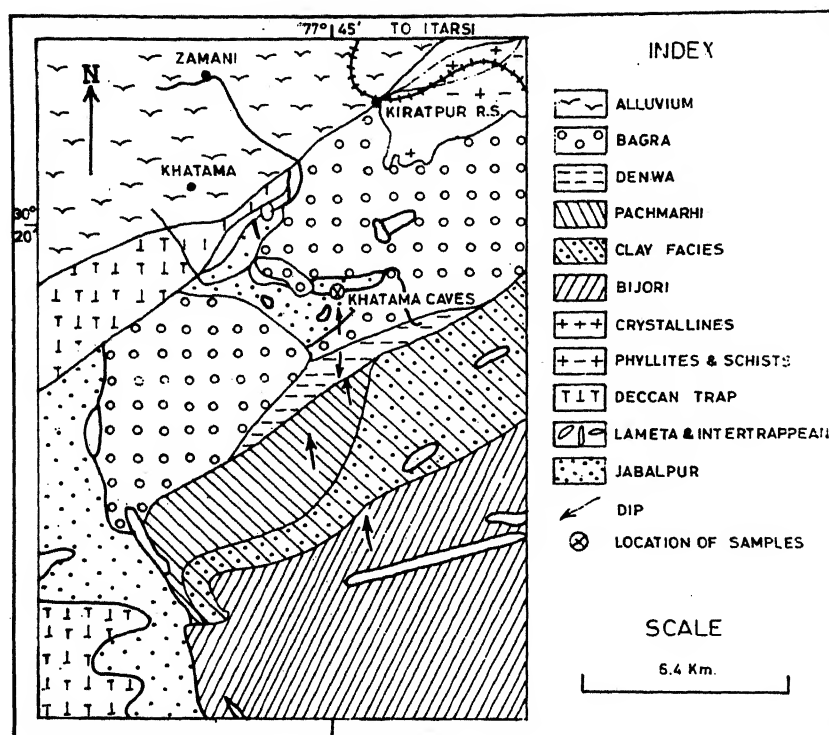 77° 45' TO ITARSI
N
ZAMANI
KIRATPUR R.S.
KHATAMA
30°
20'
KHATAMA CAVES
INDEX
ALLUVIUM
BAGRA
DENWA
PACHMARHI
CLAY FACIES
BIJORI
CRYSTALLINES
PHYLLITES & SCHISTS
DECCAN TRAP
LAMETA & INTERTRAPPEAN
JABALPUR
DIP
LOCATION OF SAMPLES
SCALE
6.4 Km.